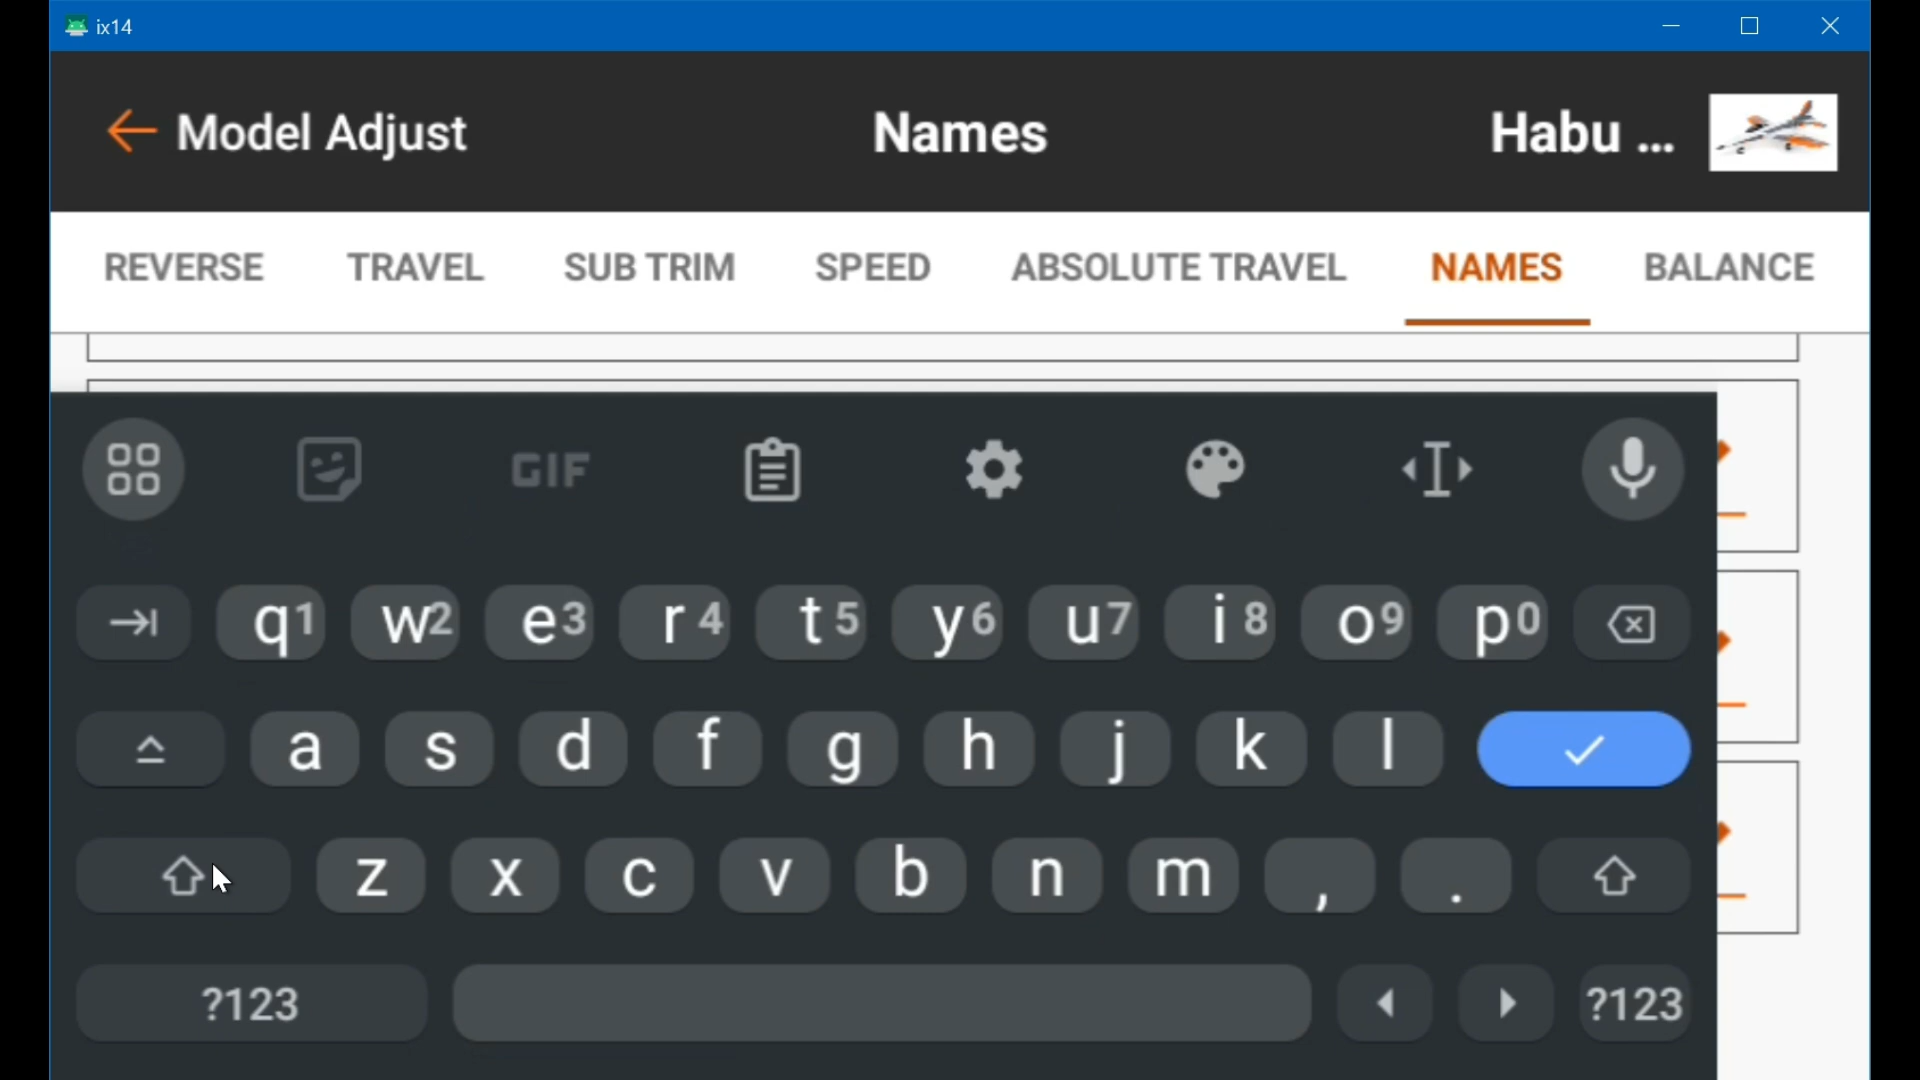 ix14
Model Adjust Names Habu ...
REVERSE TRAVEL SUB TRIM SPEED ABSOLUTE TRAVEL NAMES BALANCE
GIF
q1 w2 e3 r4 t5 y6 u7 i8 o9 p0
a s d f g h j k l
z x c v b n m , .
?123 ?123